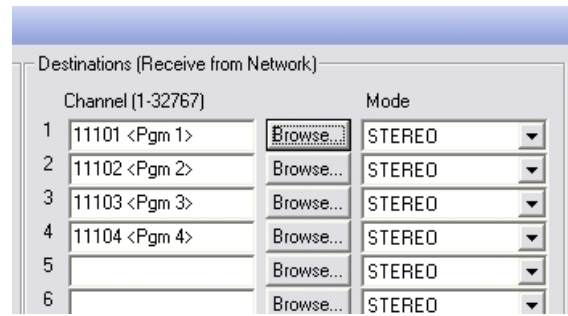 Destinations (Receive from Network)
Channel (1-32767) Mode
1 11101 <Pgm 1> Browse... STEREO
2 11102 <Pgm 2> Browse... STEREO
3 11103 <Pgm 3> Browse... STEREO
4 11104 <Pgm 4> Browse... STEREO
5 Browse... STEREO
6 Browse... STEREO